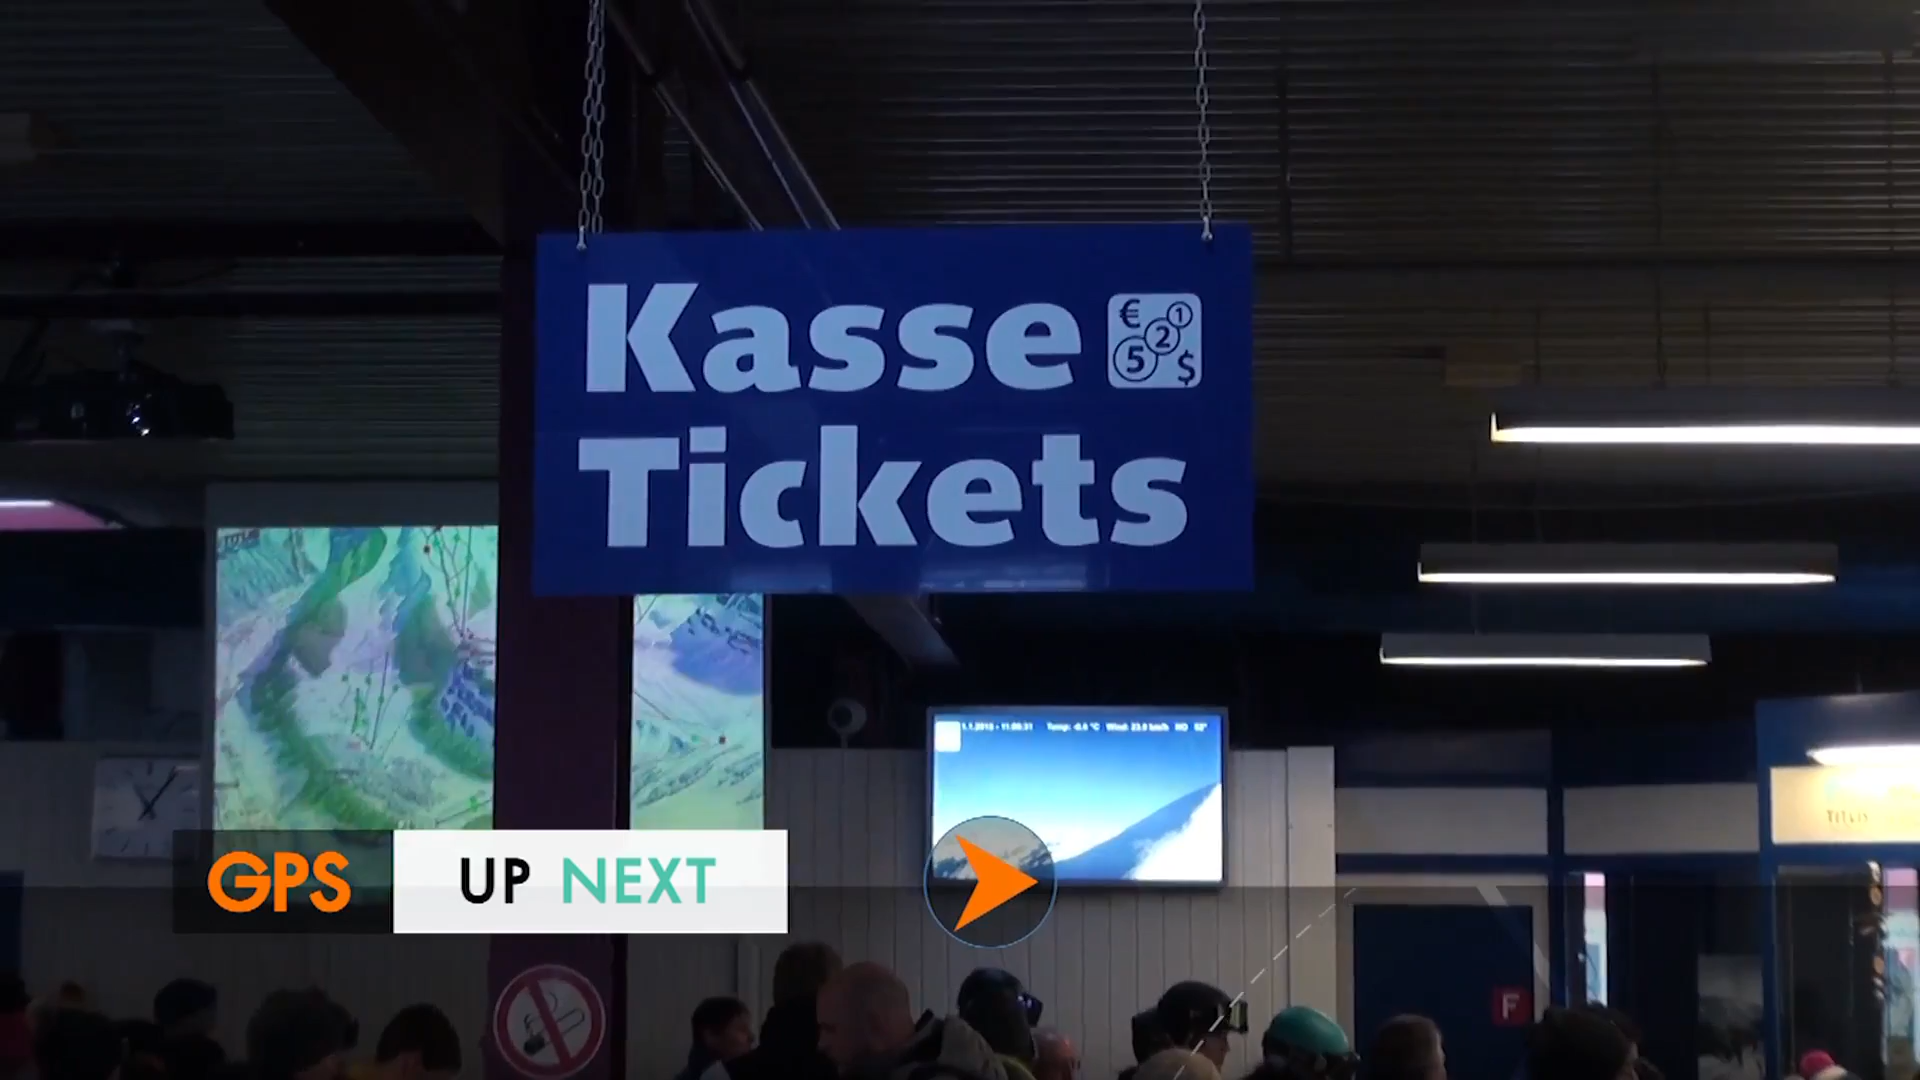 Kasse
€ 1 2 5 $
Tickets
GPS UP NEXT
F